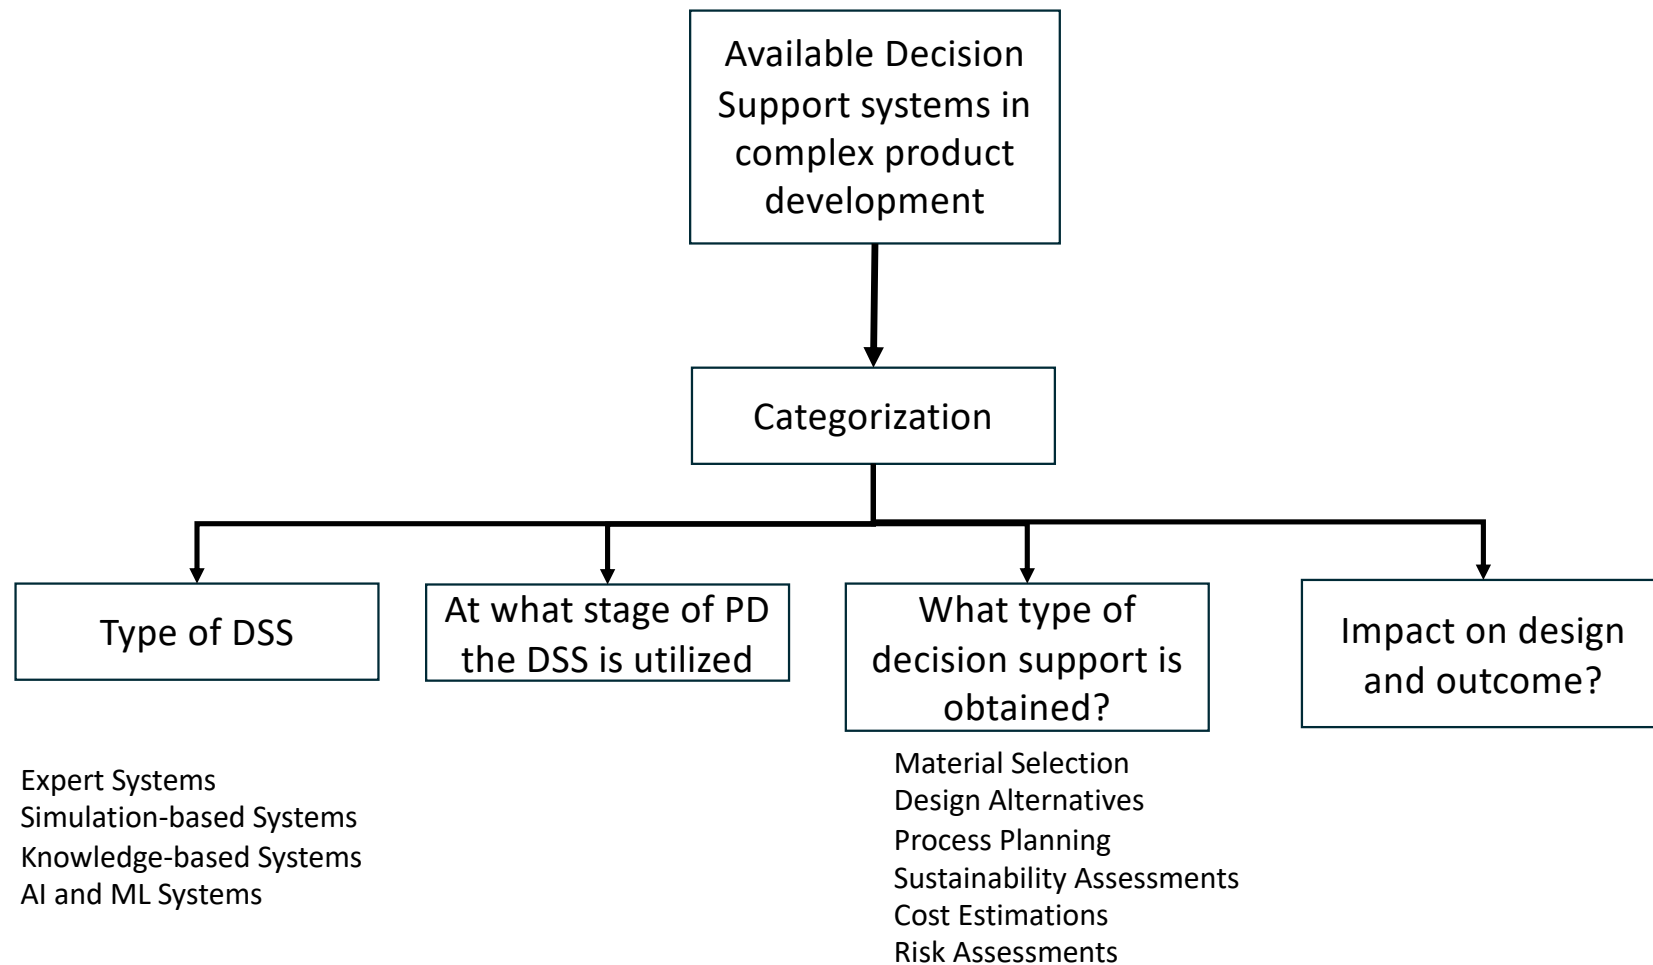 Available Decision
Support systems in
complex product
development
Categorization
Type of DSS
At what stage of PD
the DSS is utilized
What type of
decision support is
obtained?
Impact on design
and outcome?
Expert Systems
Simulation-based Systems
Knowledge-based Systems
AI and ML Systems
Material Selection
Design Alternatives
Process Planning
Sustainability Assessments
Cost Estimations
Risk Assessments